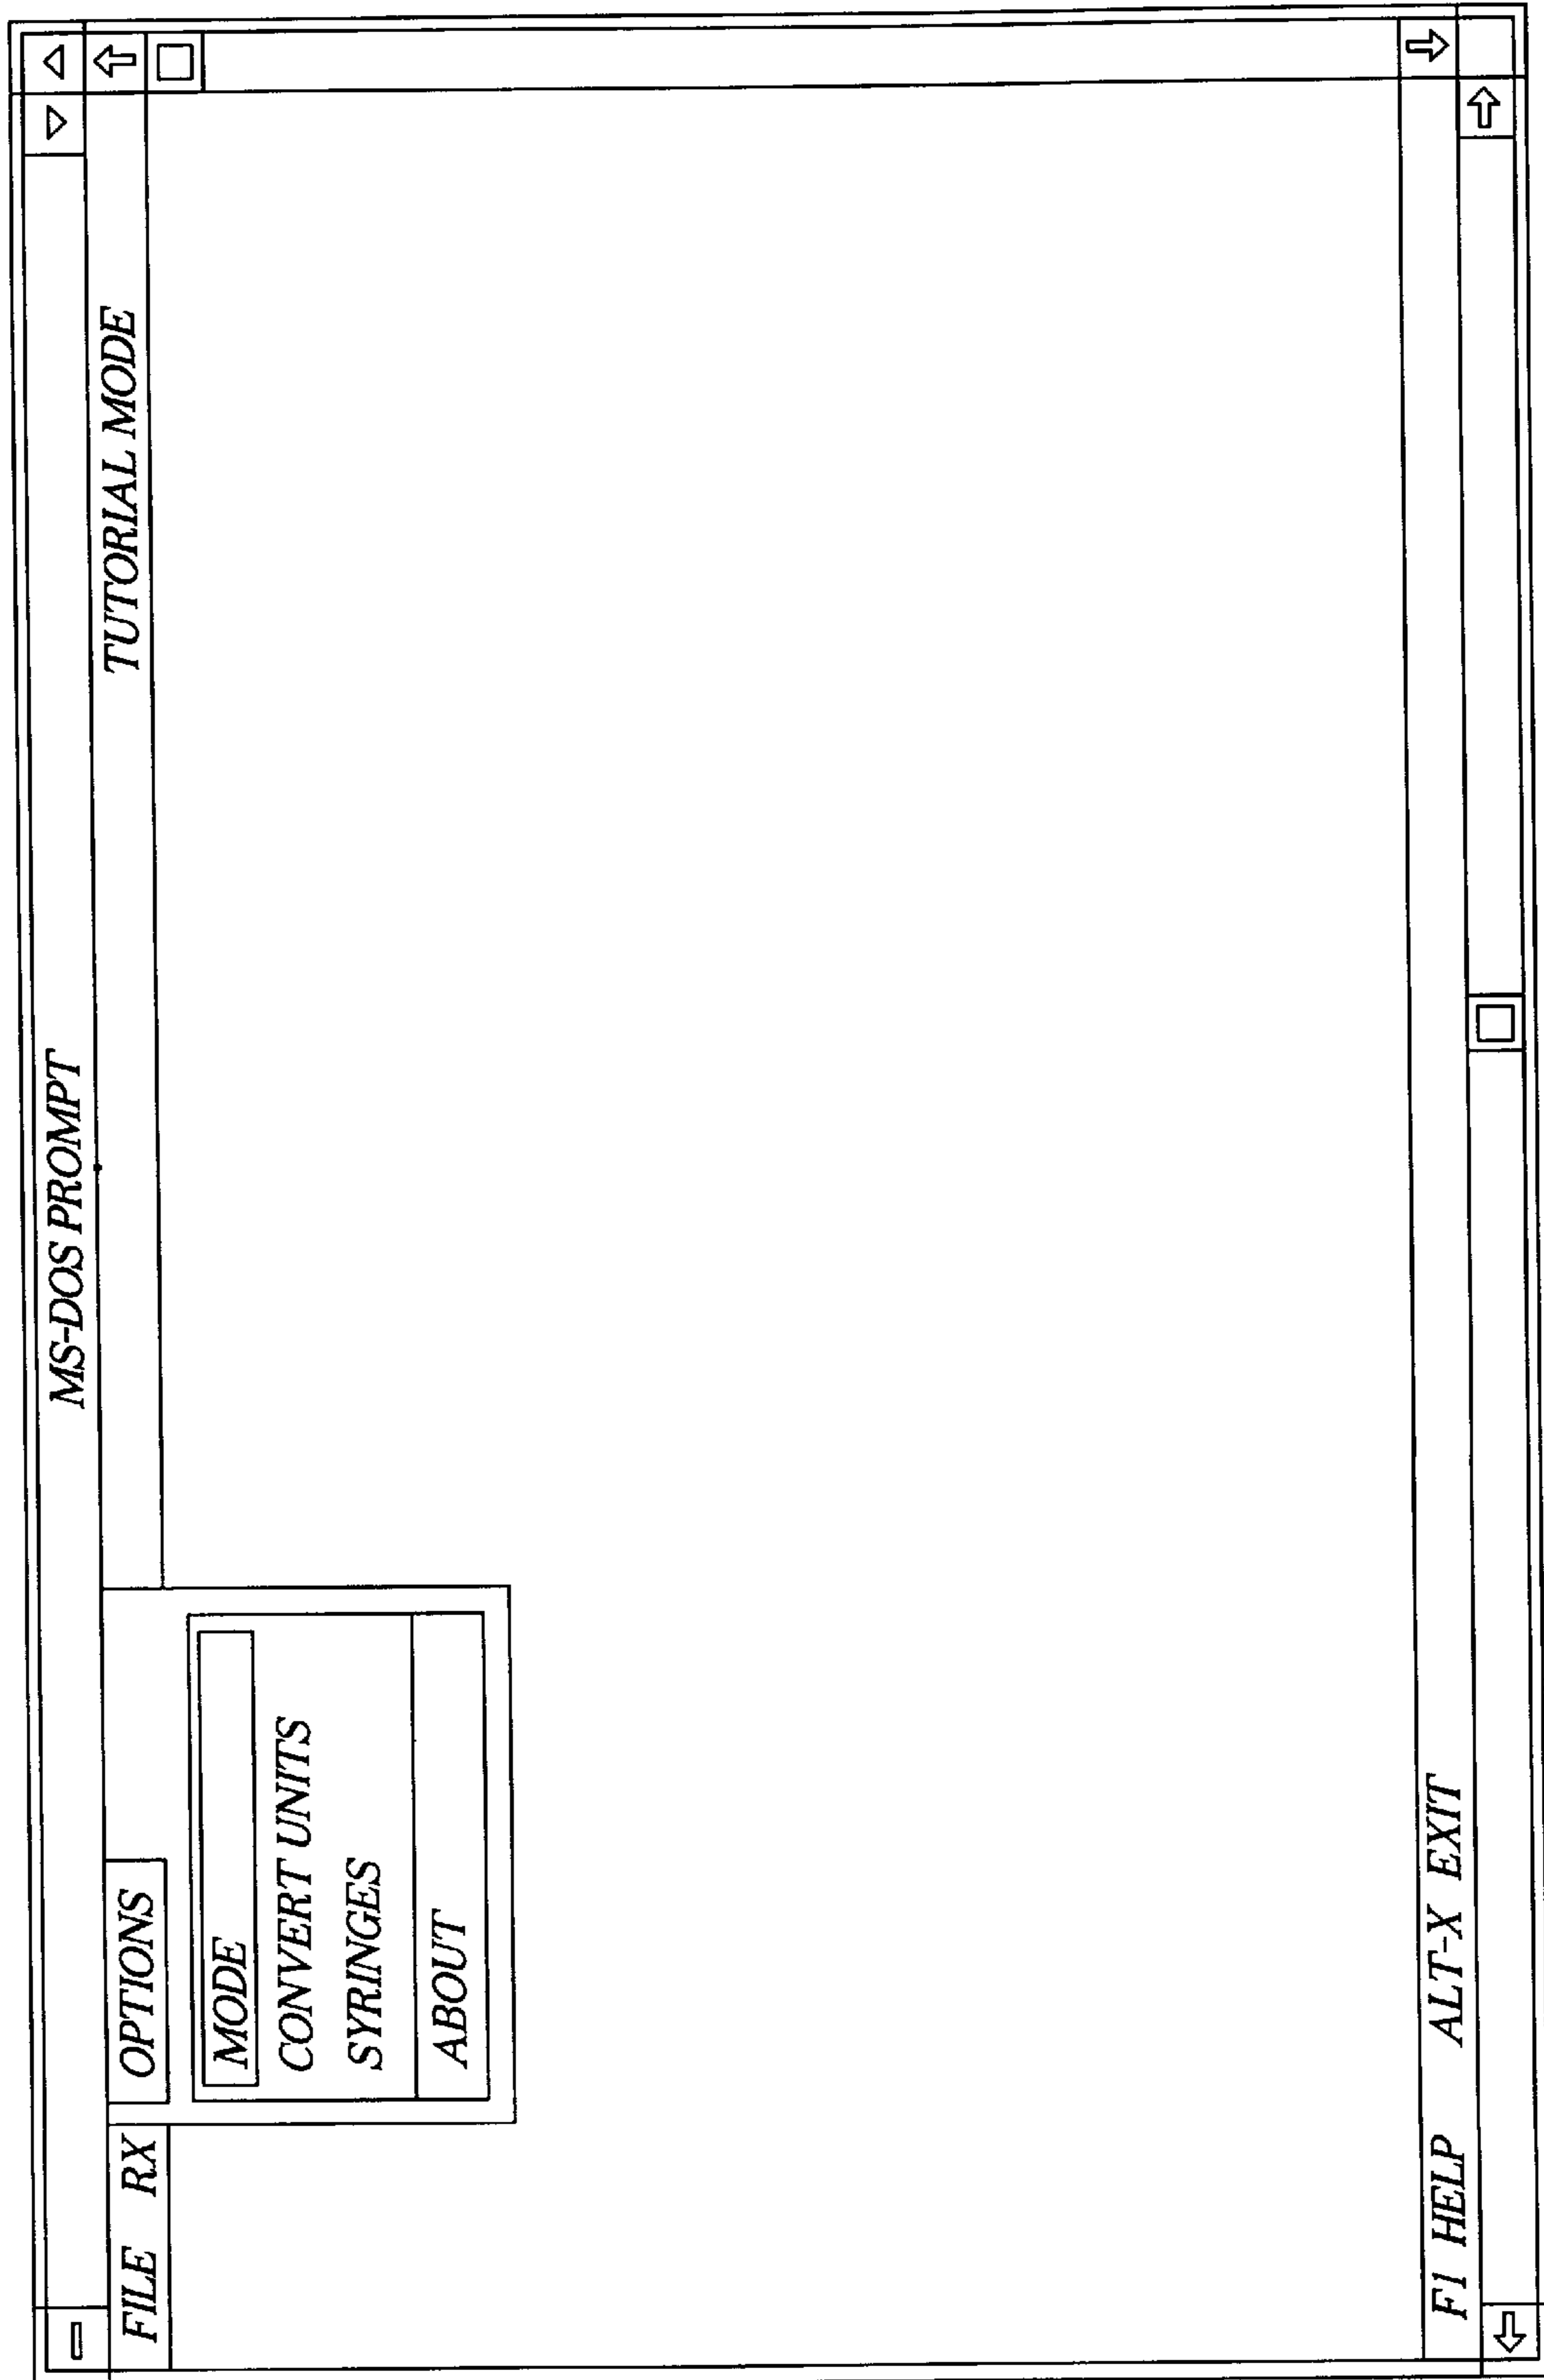 MS-DOS PROMPT
FILE RX OPTIONS TUTORIAL MODE
MODE
CONVERT UNITS
SYRINGES
ABOUT
F1 HELP ALT-X EXIT